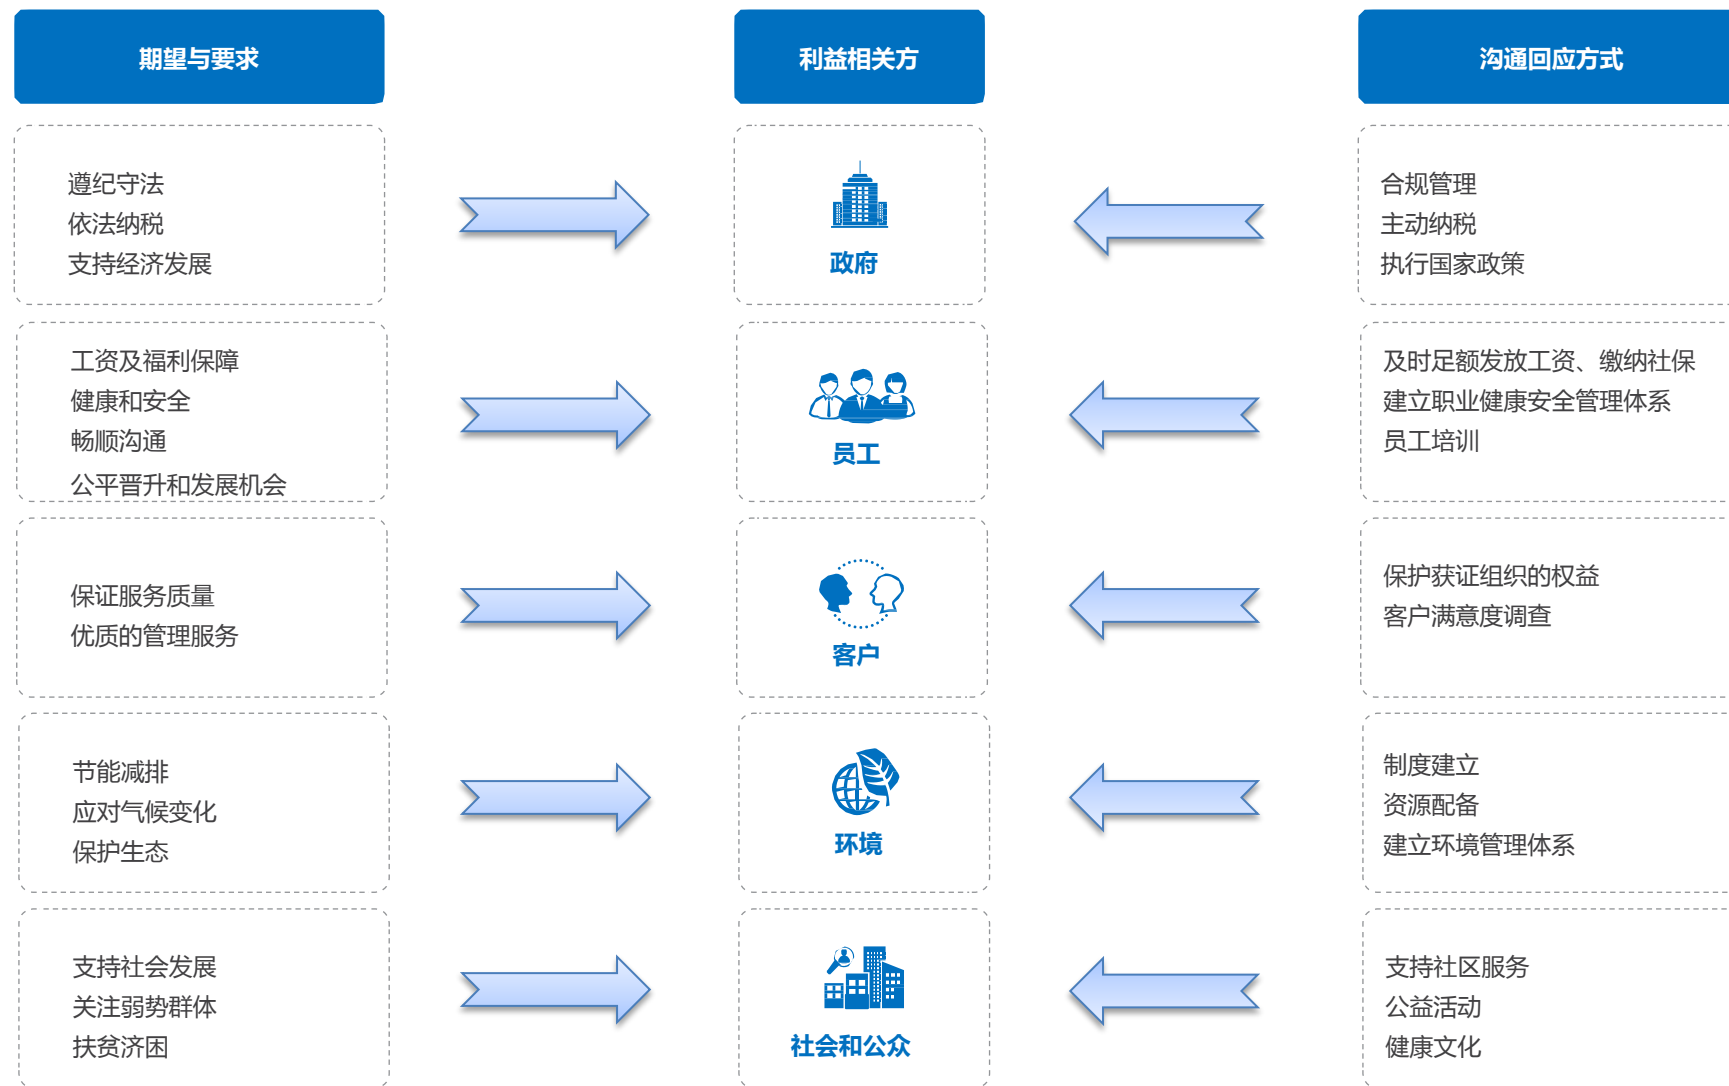 期望与要求
利益相关方
沟通回应方式
遵纪守法
依法纳税
支持经济发展
政府
合规管理
主动纳税
执行国家政策
工资及福利保障
健康和安全
畅顺沟通
公平晋升和发展机会
员工
及时足额发放工资、缴纳社保
建立职业健康安全管理体系
员工培训
保证服务质量
优质的管理服务
客户
保护获证组织的权益
客户满意度调查
节能减排
应对气候变化
保护生态
环境
制度建立
资源配备
建立环境管理体系
支持社会发展
关注弱势群体
扶贫济困
社会和公众
支持社区服务
公益活动
健康文化